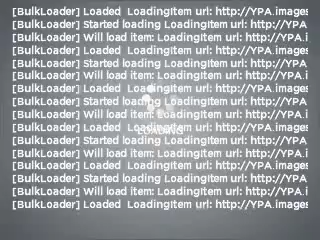 [BulkLoader] Loaded LoadingItem url: http://YPA.images
[BulkLoader] Started loading LoadingItem url: http://YPA
[BulkLoader] Will load item: LoadingItem url: http://YPA.i
[BulkLoader] Loaded LoadingItem url: http://YPA.images
[BulkLoader] Started loading LoadingItem url: http://YPA
[BulkLoader] Will load item: LoadingItem url: http://YPA.i
[BulkLoader] Loaded LoadingItem url: http://YPA.images
[BulkLoader] Started loading LoadingItem url: http://YPA
[BulkLoader] Will load item: LoadingItem url: http://YPA.i
[BulkLoader] Loaded LoadingItem url: http://YPA.images
LOADING
[BulkLoader] Started loading LoadingItem url: http://YPA
[BulkLoader] Will load item: LoadingItem url: http://YPA.i
[BulkLoader] Loaded LoadingItem url: http://YPA.images
[BulkLoader] Started loading LoadingItem url: http://YPA
[BulkLoader] Will load item: LoadingItem url: http://YPA.i
[BulkLoader] Loaded LoadingItem url: http://YPA.images